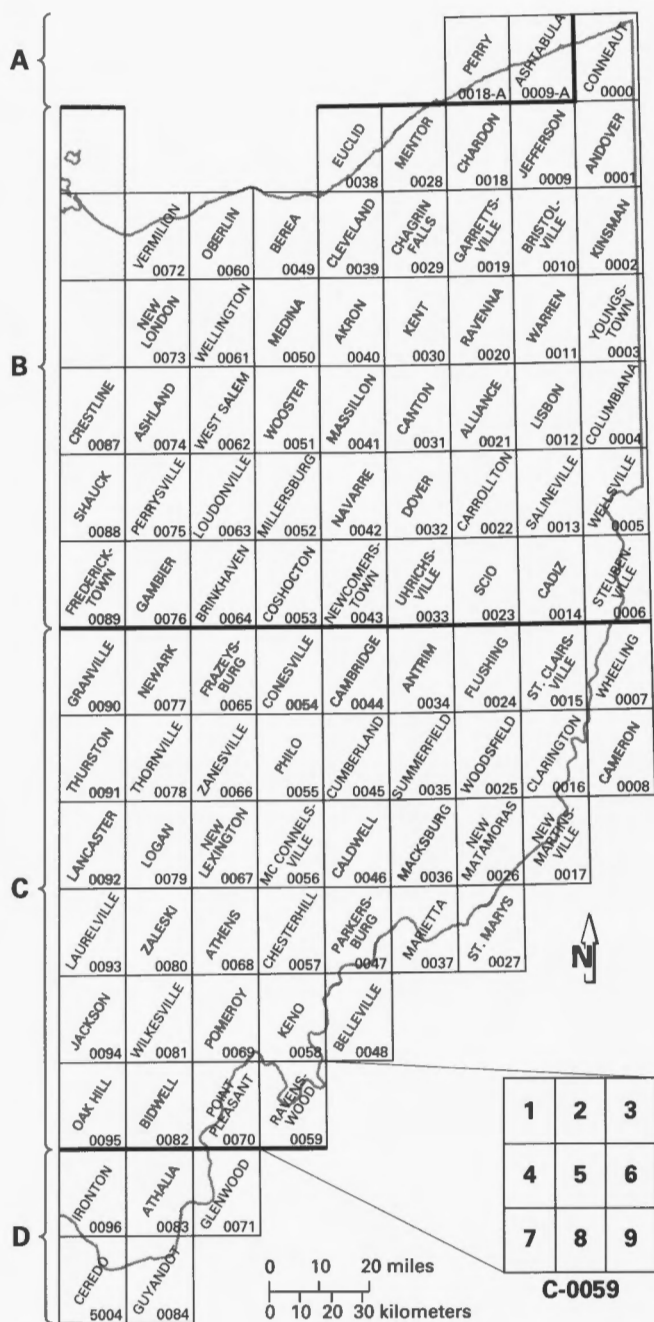 A
PERRY
0018-A
ASHTABULA
0009-A
CONNEAUT
0000
EUCLID
0038
MENTOR
0028
CHARDON
0018
JEFFERSON
0009
ANDOVER
0001
B
VERMILION
0072
OBERLIN
0060
BEREA
0049
CLEVELAND
0039
CHAGRIN
FALLS
0029
GARRETTS-
VILLE
0019
BRISTOL-
VILLE
0010
KINSMAN
0002
NEW
LONDON
0073
WELLINGTON
0061
MEDINA
0050
AKRON
0040
KENT
0030
RAVENNA
0020
WARREN
0011
YOUNGS-
TOWN
0003
CRESTLINE
0087
ASHLAND
0074
WEST SALEM
0062
WOOSTER
0051
MASSILLON
0041
CANTON
0031
ALLIANCE
0021
LISBON
0012
COLUMBIANA
0004
SHAUCK
0088
PERRYSVILLE
0075
LOUDONVILLE
0063
MILLERSBURG
0052
NAVARRE
0042
DOVER
0032
CARROLLTON
0022
SALINEVILLE
0013
WELLSVILLE
0005
FREDERICK-
TOWN
0089
GAMBIER
0076
BRINKHAVEN
0064
COSHOCTON
0053
NEWCOMERS-
TOWN
0043
UHRICHS-
VILLE
0033
SCIO
0023
CADIZ
0014
STEUBEN-
VILLE
0006
C
GRANVILLE
0090
NEWARK
0077
FRAZEYS-
BURG
0065
CONESVILLE
0054
CAMBRIDGE
0044
ANTRIM
0034
FLUSHING
0024
ST. CLAIRS-
VILLE
0015
WHEELING
0007
THURSTON
0091
THORNVILLE
0078
ZANESVILLE
0066
PHILO
0055
CUMBERLAND
0045
SUMMERFIELD
0035
WOODSFIELD
0025
CLARINGTON
0016
CAMERON
0008
LANCASTER
0092
LOGAN
0079
NEW
LEXINGTON
0067
MC CONNELS-
VILLE
0056
CALDWELL
0046
MACKSBURG
0036
NEW
MATAMORAS
0026
NEW
MARTINS-
VILLE
0017
LAURELVILLE
0093
ZALESKI
0080
ATHENS
0068
CHESTERHILL
0057
PARKERS-
BURG
0047
MARIETTA
0037
ST. MARYS
0027
N
JACKSON
0094
WILKESVILLE
0081
POMEROY
0069
KENO
0058
BELLEVILLE
0048
OAK HILL
0095
BIDWELL
0082
POINT
PLEASANT
0070
RAVENS-
WOOD
0059
D
IRONTON
0096
ATHALIA
0083
GLENWOOD
0071
CEREDO
5004
GUYANDOT
0084
1 2 3
4 5 6
7 8 9
C-0059
0 10 20 miles
0 10 20 30 kilometers